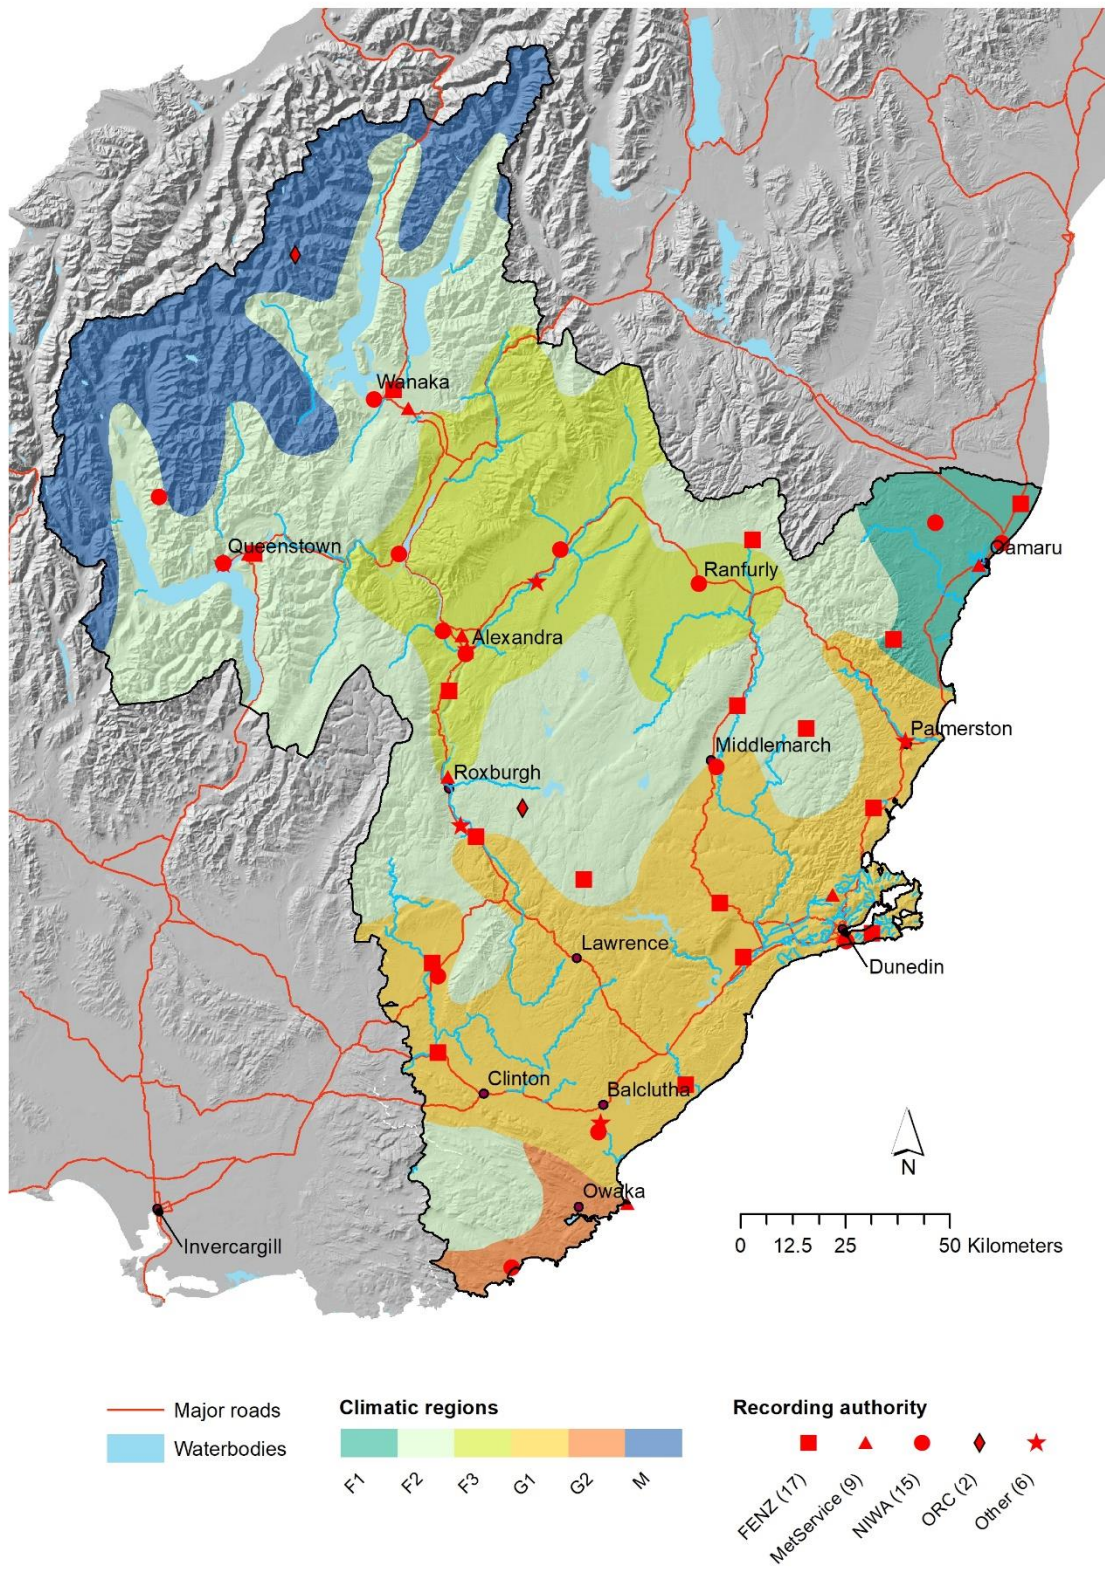 Wanaka
Queenstown
Oamaru
Ranfurly
Alexandra
Palmerston
Middlemarch
Roxburgh
Lawrence
Dunedin
Clinton
Balclutha
N
Owaka
Invercargill
0 12.5 25 50 Kilometers
Major roads
Waterbodies
Climatic regions
F1 F2 F3 G1 G2 M
Recording authority
FENZ (17)
MetService (9)
NIWA (15)
ORC (2)
Other (6)